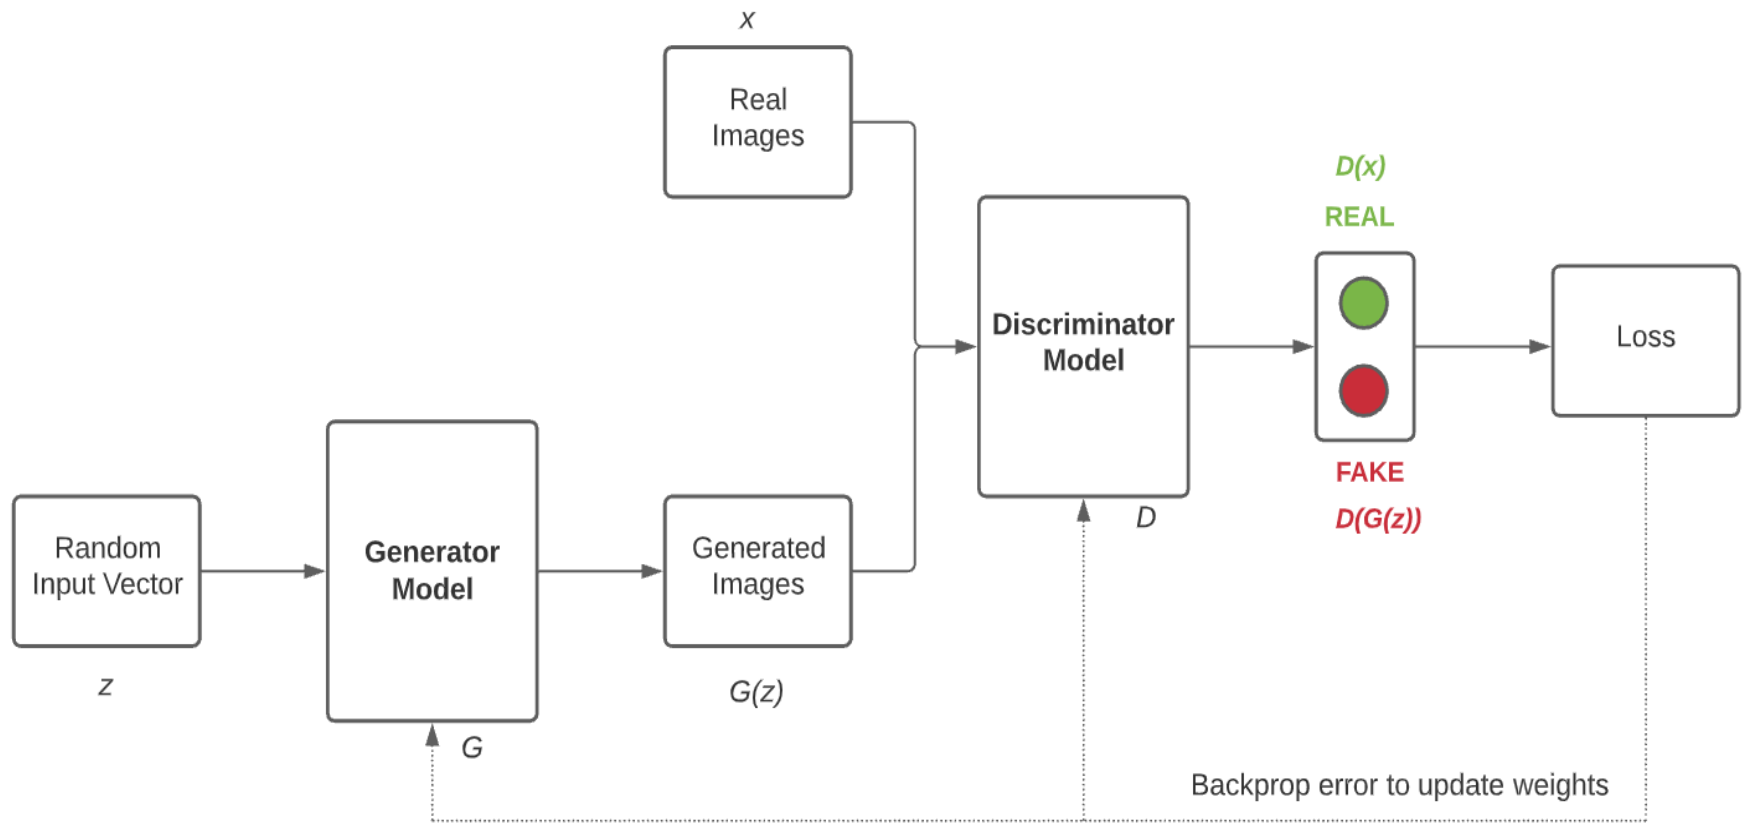 x
Real
Images
D(x)
REAL
Discriminator
Model
Loss
FAKE
D(G(z))
D
Random
Input Vector
z
Generator
Model
G
Generated
Images
G(z)
Backprop error to update weights